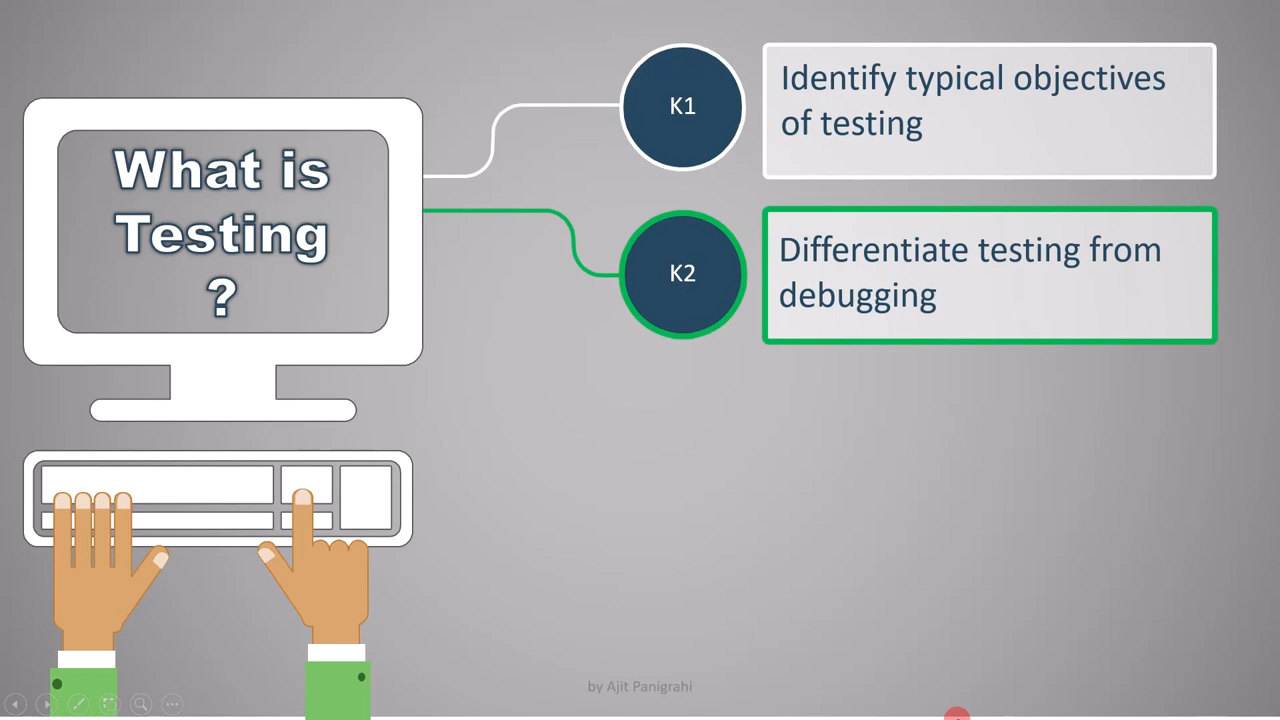 What is
Testing
?
K1
Identify typical objectives
of testing
K2
Differentiate testing from
debugging
by Ajit Panigrahi